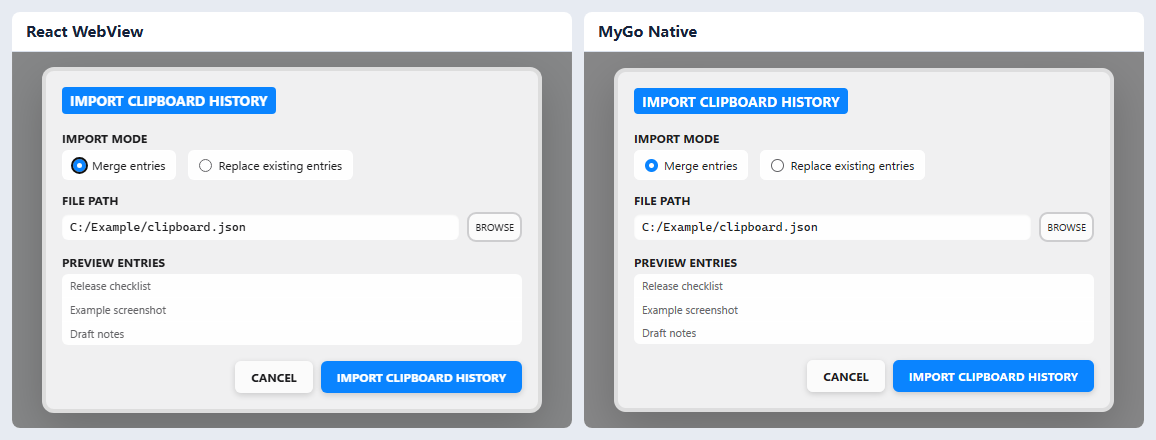 React WebView
IMPORT CLIPBOARD HISTORY
IMPORT MODE
Merge entries
Replace existing entries
FILE PATH
C:/Example/clipboard.json
BROWSE
PREVIEW ENTRIES
Release checklist
Example screenshot
Draft notes
CANCEL
IMPORT CLIPBOARD HISTORY
MyGo Native
IMPORT CLIPBOARD HISTORY
IMPORT MODE
Merge entries
Replace existing entries
FILE PATH
C:/Example/clipboard.json
BROWSE
PREVIEW ENTRIES
Release checklist
Example screenshot
Draft notes
CANCEL
IMPORT CLIPBOARD HISTORY